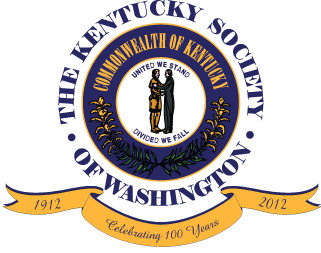 • THE KENTUCKY SOCIETY •
OF WASHINGTON
COMMONWEALTH OF KENTUCKY
UNITED WE STAND
DIVIDED WE FALL
1912
2012
Celebrating 100 Years